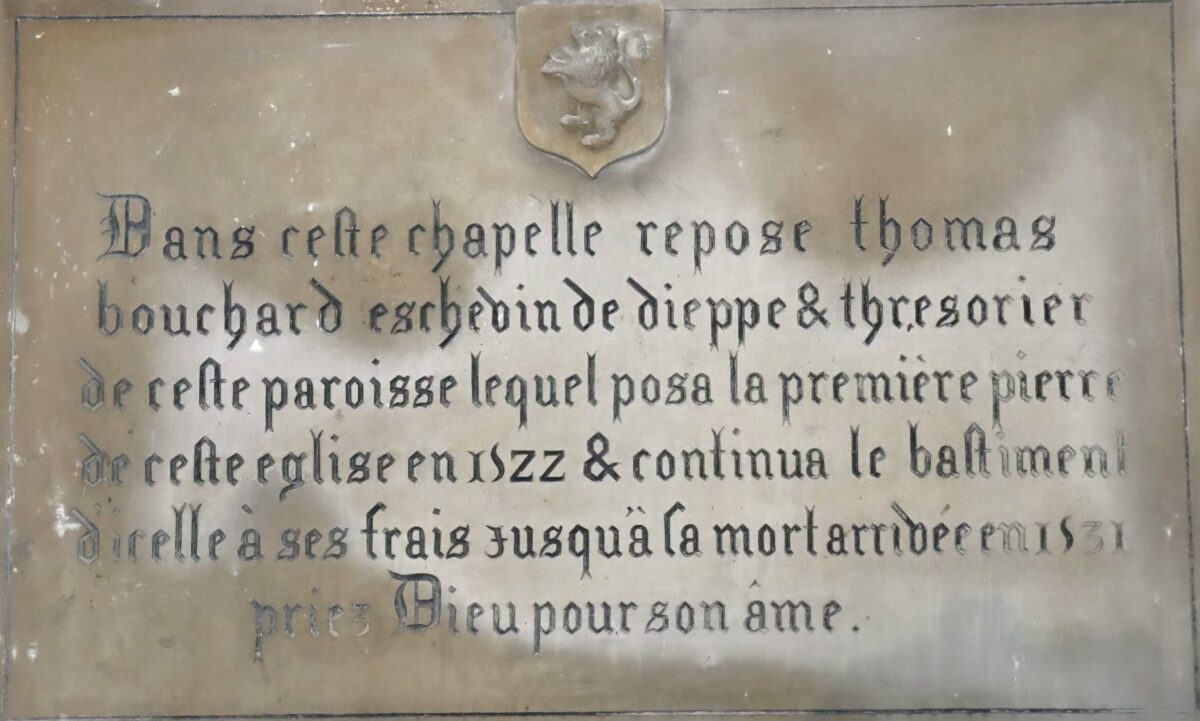 Dans ceste chapelle repose thomas
bouchard eschevin de dieppe & thresorier
de ceste paroisse lequel posa la première pierre
de ceste eglise en 1522 & continua le bastiment
d'icelle à ses frais jusqu'à sa mort arrivée en 1531
priez Dieu pour son âme.